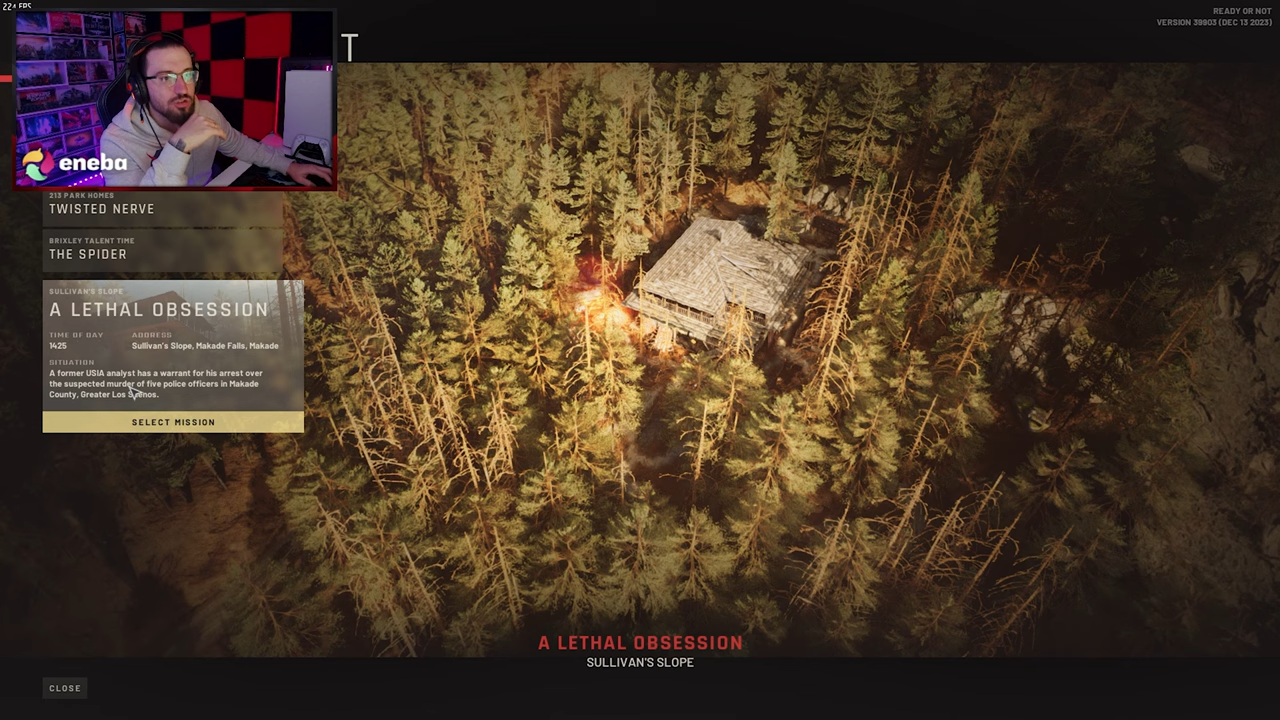 224 FPS
READY OR NOT
VERSION 39903 (DEC 13 2023)
T
eneba
213 PARK HOMES
TWISTED NERVE
BRIXLEY TALENT TIME
THE SPIDER
SULLIVAN'S SLOPE
A LETHAL OBSESSION
TIME OF DAY
ADDRESS
1425
Sullivan's Slope, Makade Falls, Makade
SITUATION
A former USIA analyst has a warrant for his arrest over
the suspected murder of five police officers in Makade
County, Greater Los
SELECT MISSION
A LETHAL OBSESSION
SULLIVAN'S SLOPE
CLOSE